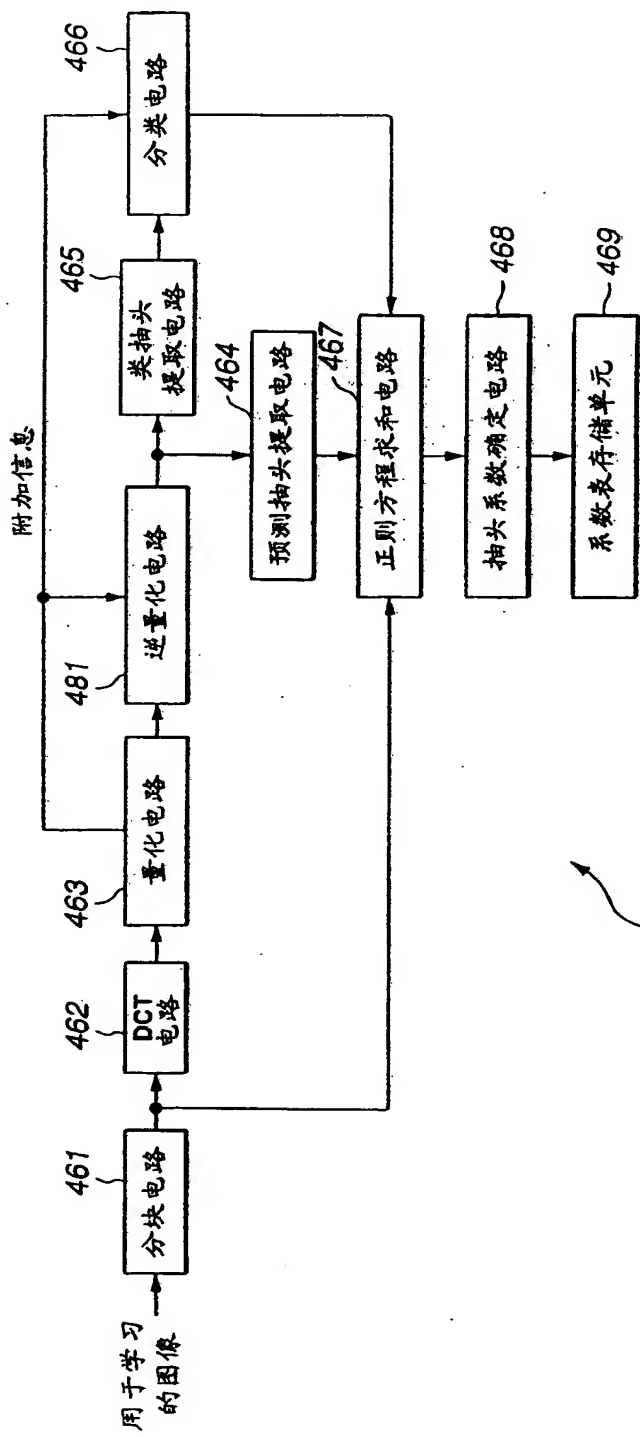 用于学习
的图像
461
分块电路
462
DCT
电路
463
量化电路
附加信息
481
逆量化电路
465
类抽头
提取电路
466
分类电路
464
预测抽头提取电路
467
正则方程求和电路
468
抽头系数确定电路
469
系数表存储单元